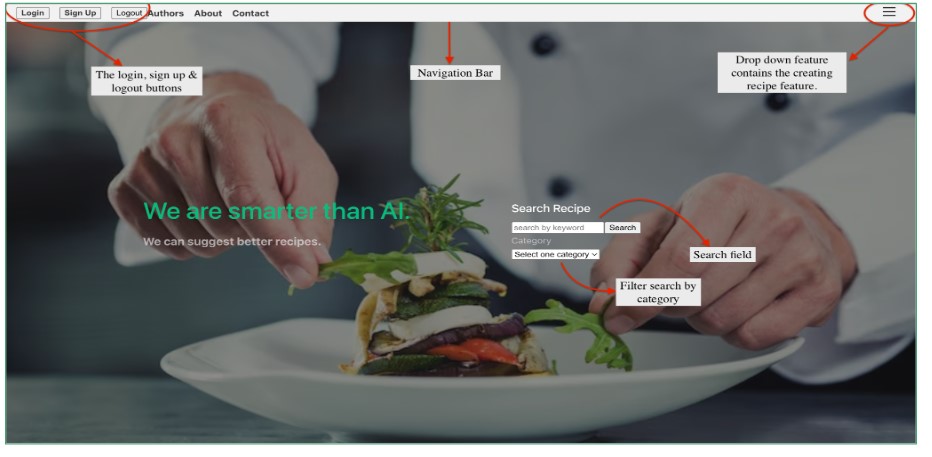 Login Sign Up Logout Authors About Contact
The login, sign up &
logout buttons
Navigation Bar
Drop down feature
contains the creating
recipe feature.
We are smarter than AI.
We can suggest better recipes.
Search Recipe
search by keyword Search
Category
Select one category
Search field
Filter search by
category